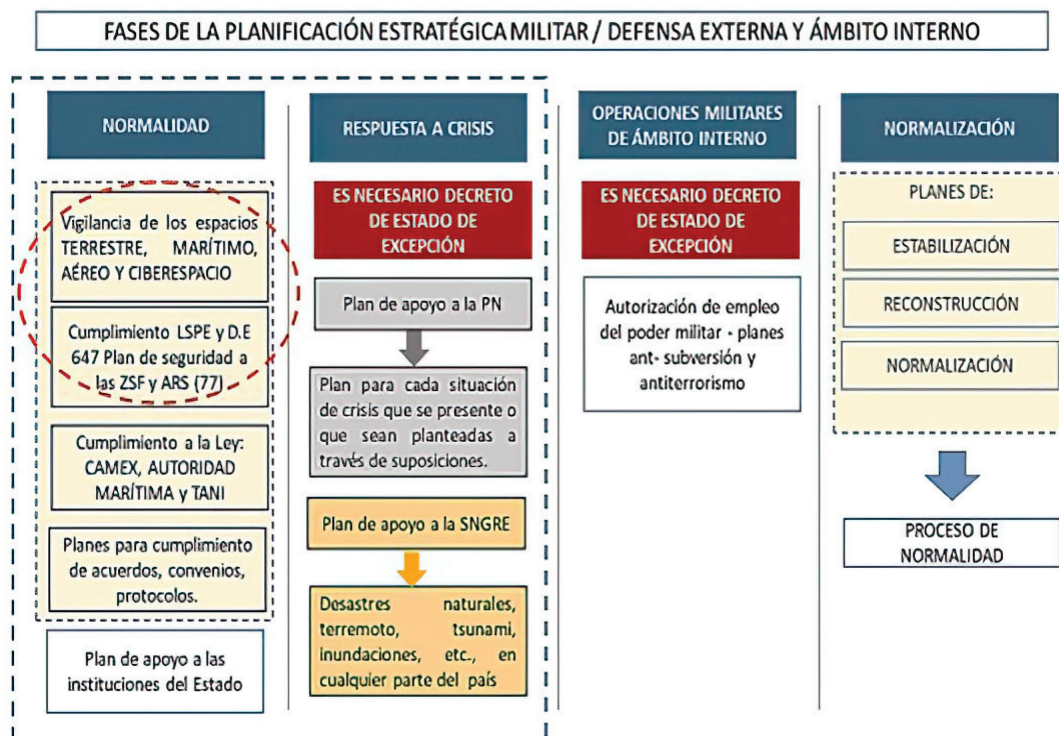 FASES DE LA PLANIFICACIÓN ESTRATÉGICA MILITAR / DEFENSA EXTERNA Y ÁMBITO INTERNO
NORMALIDAD
Vigilancia de los espacios
TERRESTRE, MARÍTIMO,
AÉREO Y CIBERESPACIO
Cumplimiento LSPE y D.E
647 Plan de seguridad a
las ZSF y ARS (77)
Cumplimiento a la Ley:
CAMEX, AUTORIDAD
MARÍTIMA y TANI
Planes para cumplimiento
de acuerdos, convenios,
protocolos.
Plan de apoyo a las
instituciones del Estado
RESPUESTA A CRISIS
ES NECESARIO DECRETO
DE ESTADO DE
EXCEPCIÓN
Plan de apoyo a la PN
Plan para cada situación
de crisis que se presente o
que sean planteadas a
través de suposiciones.
Plan de apoyo a la SNGRE
Desastres naturales,
terremoto, tsunami,
inundaciones, etc., en
cualquier parte del país
OPERACIONES MILITARES
DE ÁMBITO INTERNO
ES NECESARIO DECRETO
DE ESTADO DE
EXCEPCIÓN
Autorización de empleo
del poder militar - planes
ant- subversión y
antiterrorismo
NORMALIZACIÓN
PLANES DE:
ESTABILIZACIÓN
RECONSTRUCCIÓN
NORMALIZACIÓN
PROCESO DE
NORMALIDAD